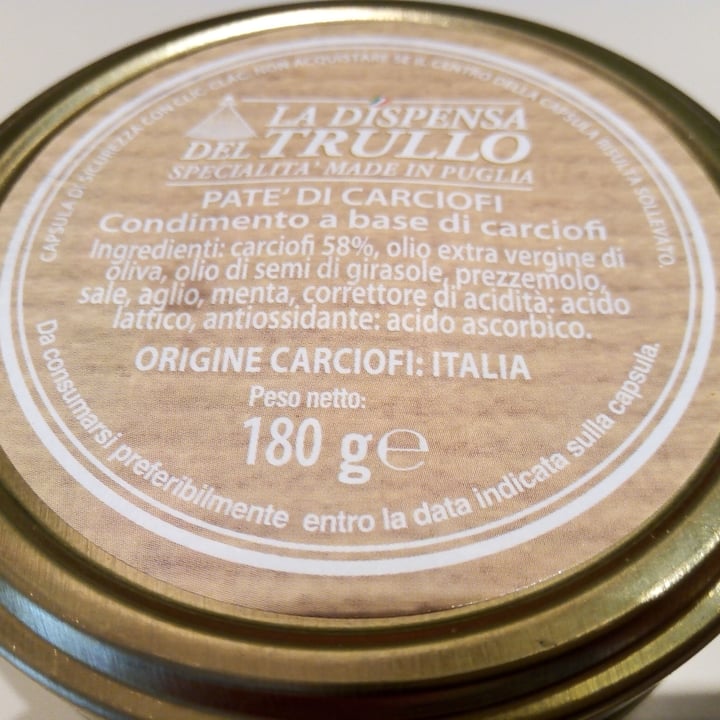 CAPSULA DI SICUREZZA CON CLIC-CLAC. NON ACQUISTARE SE IL CENTRO DELLA CAPSULA RISULTA SOLLEVATO.
LA DISPENSA
DEL TRULLO
SPECIALITA' MADE IN PUGLIA
PATE' DI CARCIOFI
Condimento a base di carciofi
Ingredienti: carciofi 58%, olio extra vergine di
oliva, olio di semi di girasole, prezzemolo,
sale, aglio, menta, correttore di acidità: acido
lattico, antiossidante: acido ascorbico.
ORIGINE CARCIOFI: ITALIA
Peso netto:
180 g℮
Da consumarsi preferibilmente entro la data indicata sulla capsula.